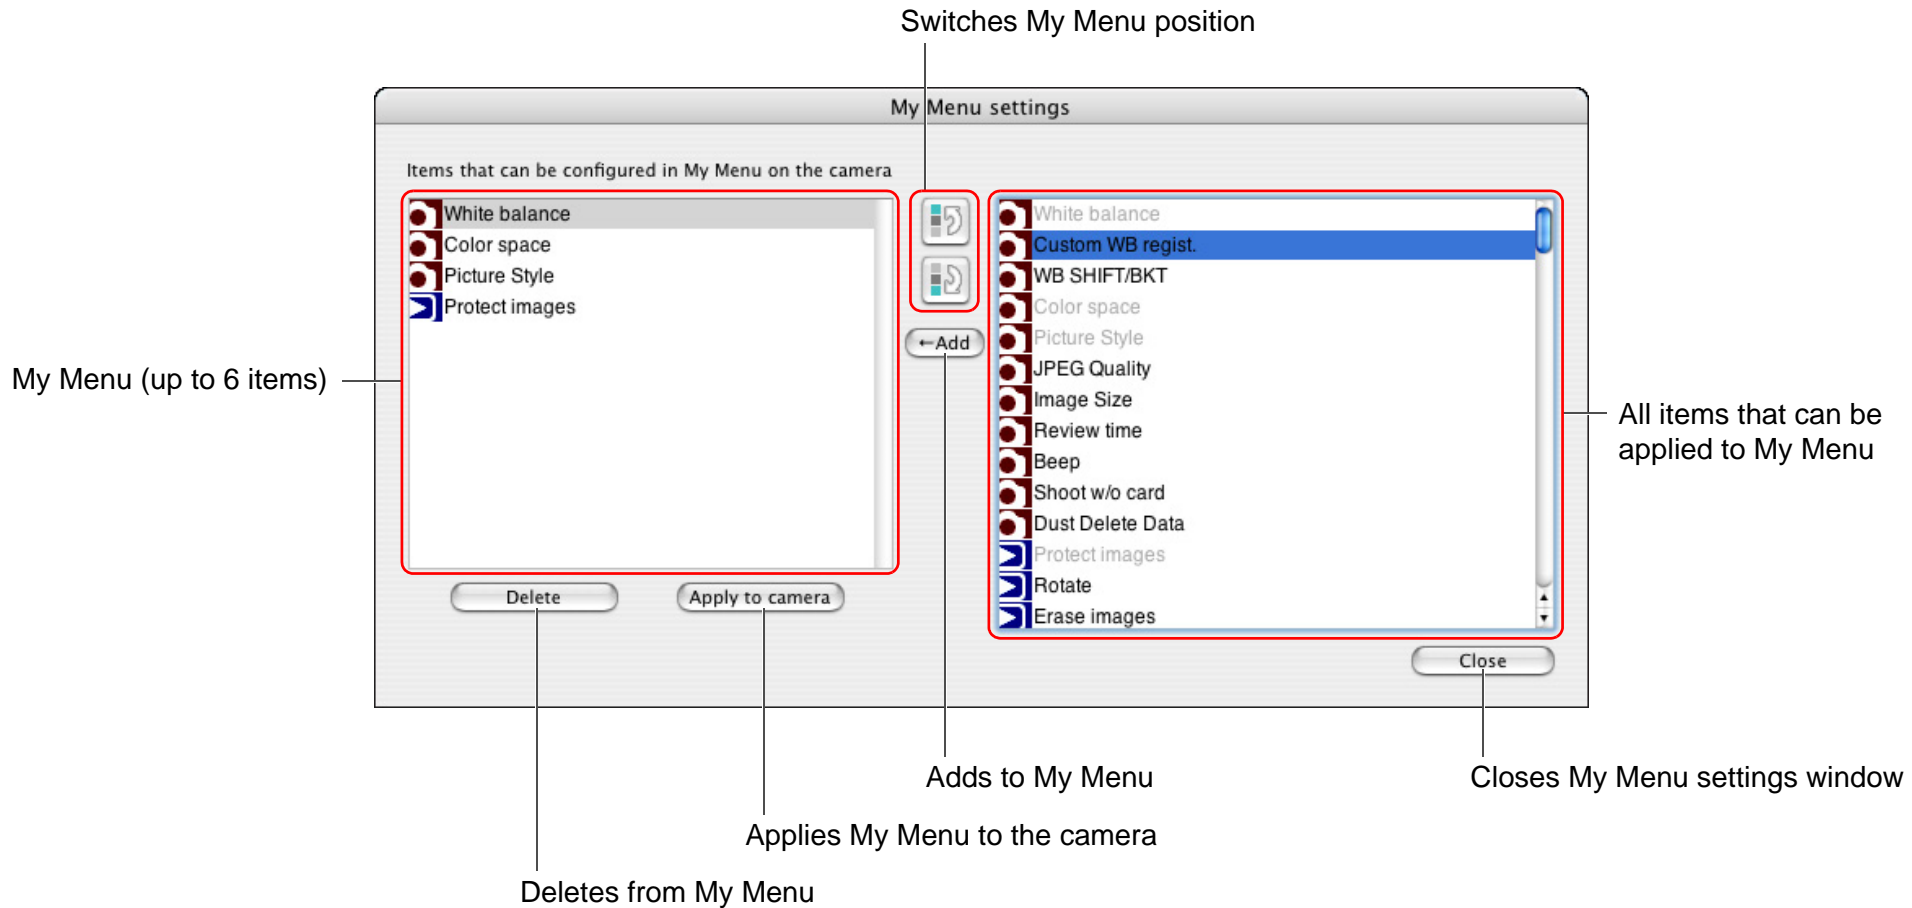 Switches My Menu position
My Menu settings
Items that can be configured in My Menu on the camera
White balance
Color space
Picture Style
Protect images
←Add
White balance
Custom WB regist.
WB SHIFT/BKT
Color space
Picture Style
JPEG Quality
Image Size
Review time
Beep
Shoot w/o card
Dust Delete Data
Protect images
Rotate
Erase images
My Menu (up to 6 items)
All items that can be
applied to My Menu
Delete
Apply to camera
Close
Adds to My Menu
Closes My Menu settings window
Applies My Menu to the camera
Deletes from My Menu